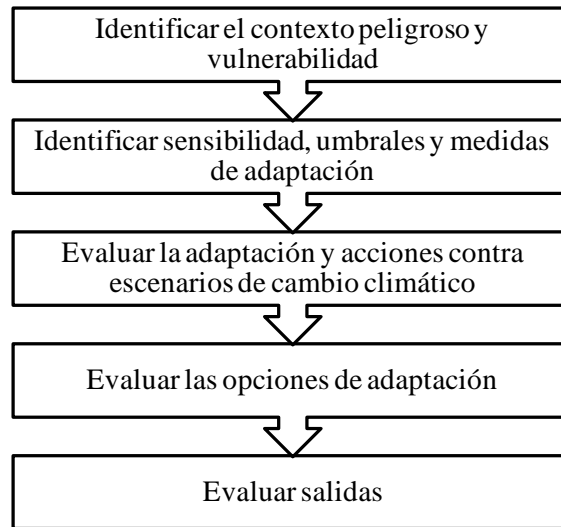 Identificar el contexto peligroso y
vulnerabilidad
Identificar sensibilidad, umbrales y medidas
de adaptación
Evaluar la adaptación y acciones contra
escenarios de cambio climático
Evaluar las opciones de adaptación
Evaluar salidas